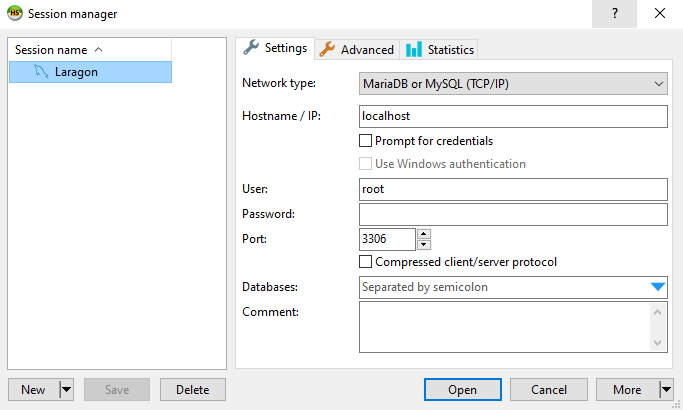 HS
Session manager
?
Session name
Laragon
Settings
Advanced
Statistics
Network type:
MariaDB or MySQL (TCP/IP)
Hostname / IP:
localhost
Prompt for credentials
Use Windows authentication
User:
root
Password:
Port:
3306
Compressed client/server protocol
Databases:
Separated by semicolon
Comment:
New
Save
Delete
Open
Cancel
More